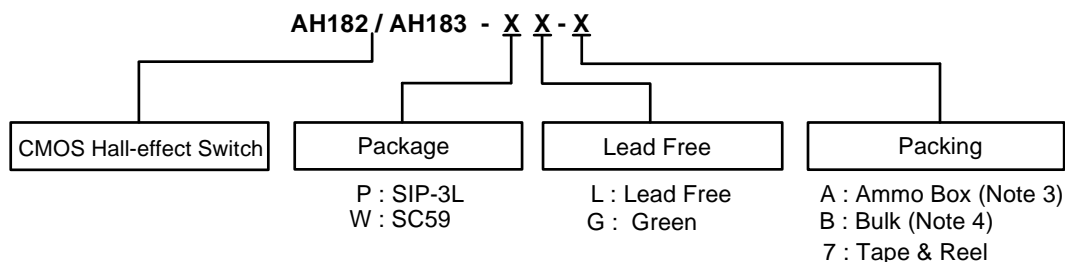 AH182 / AH183 - X X - X
CMOS Hall-effect Switch
Package
Lead Free
Packing
P : SIP-3L
W : SC59
L : Lead Free
G : Green
A : Ammo Box (Note 3)
B : Bulk (Note 4)
7 : Tape & Reel